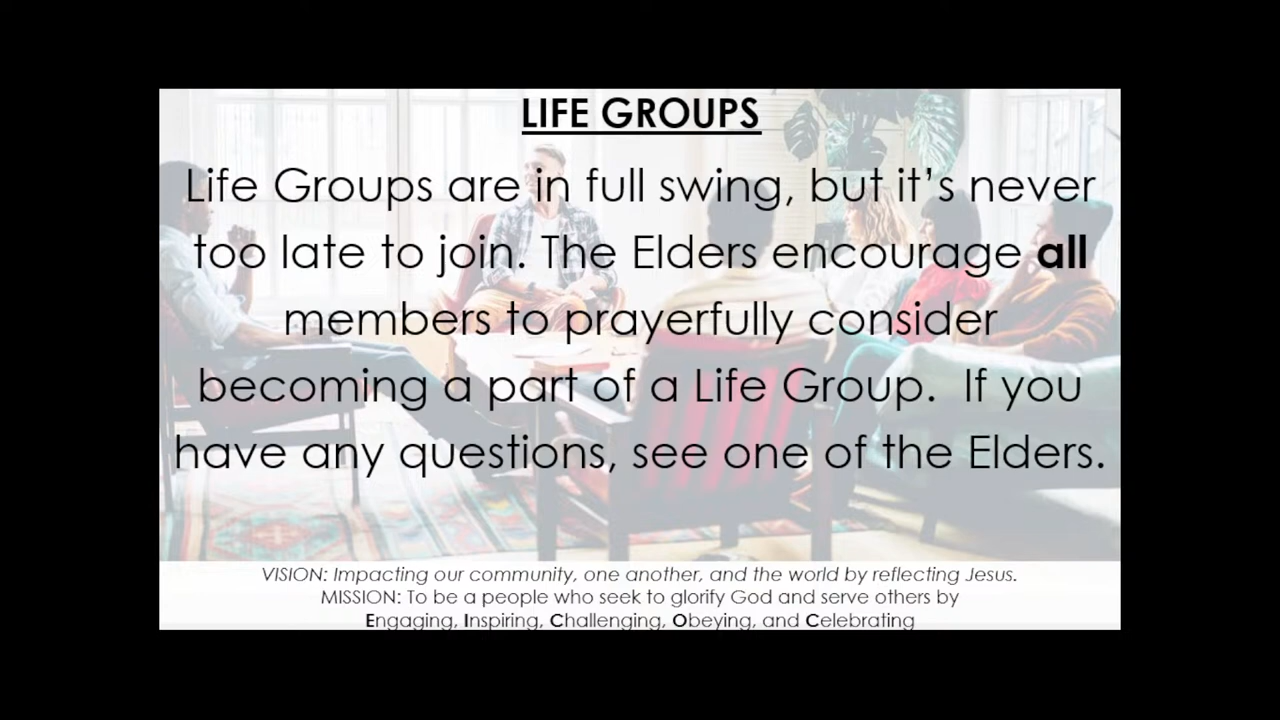 LIFE GROUPS
Life Groups are in full swing, but it’s never
too late to join. The Elders encourage all
members to prayerfully consider
becoming a part of a Life Group.  If you
have any questions, see one of the Elders.
VISION: Impacting our community, one another, and the world by reflecting Jesus.
MISSION: To be a people who seek to glorify God and serve others by
Engaging, Inspiring, Challenging, Obeying, and Celebrating